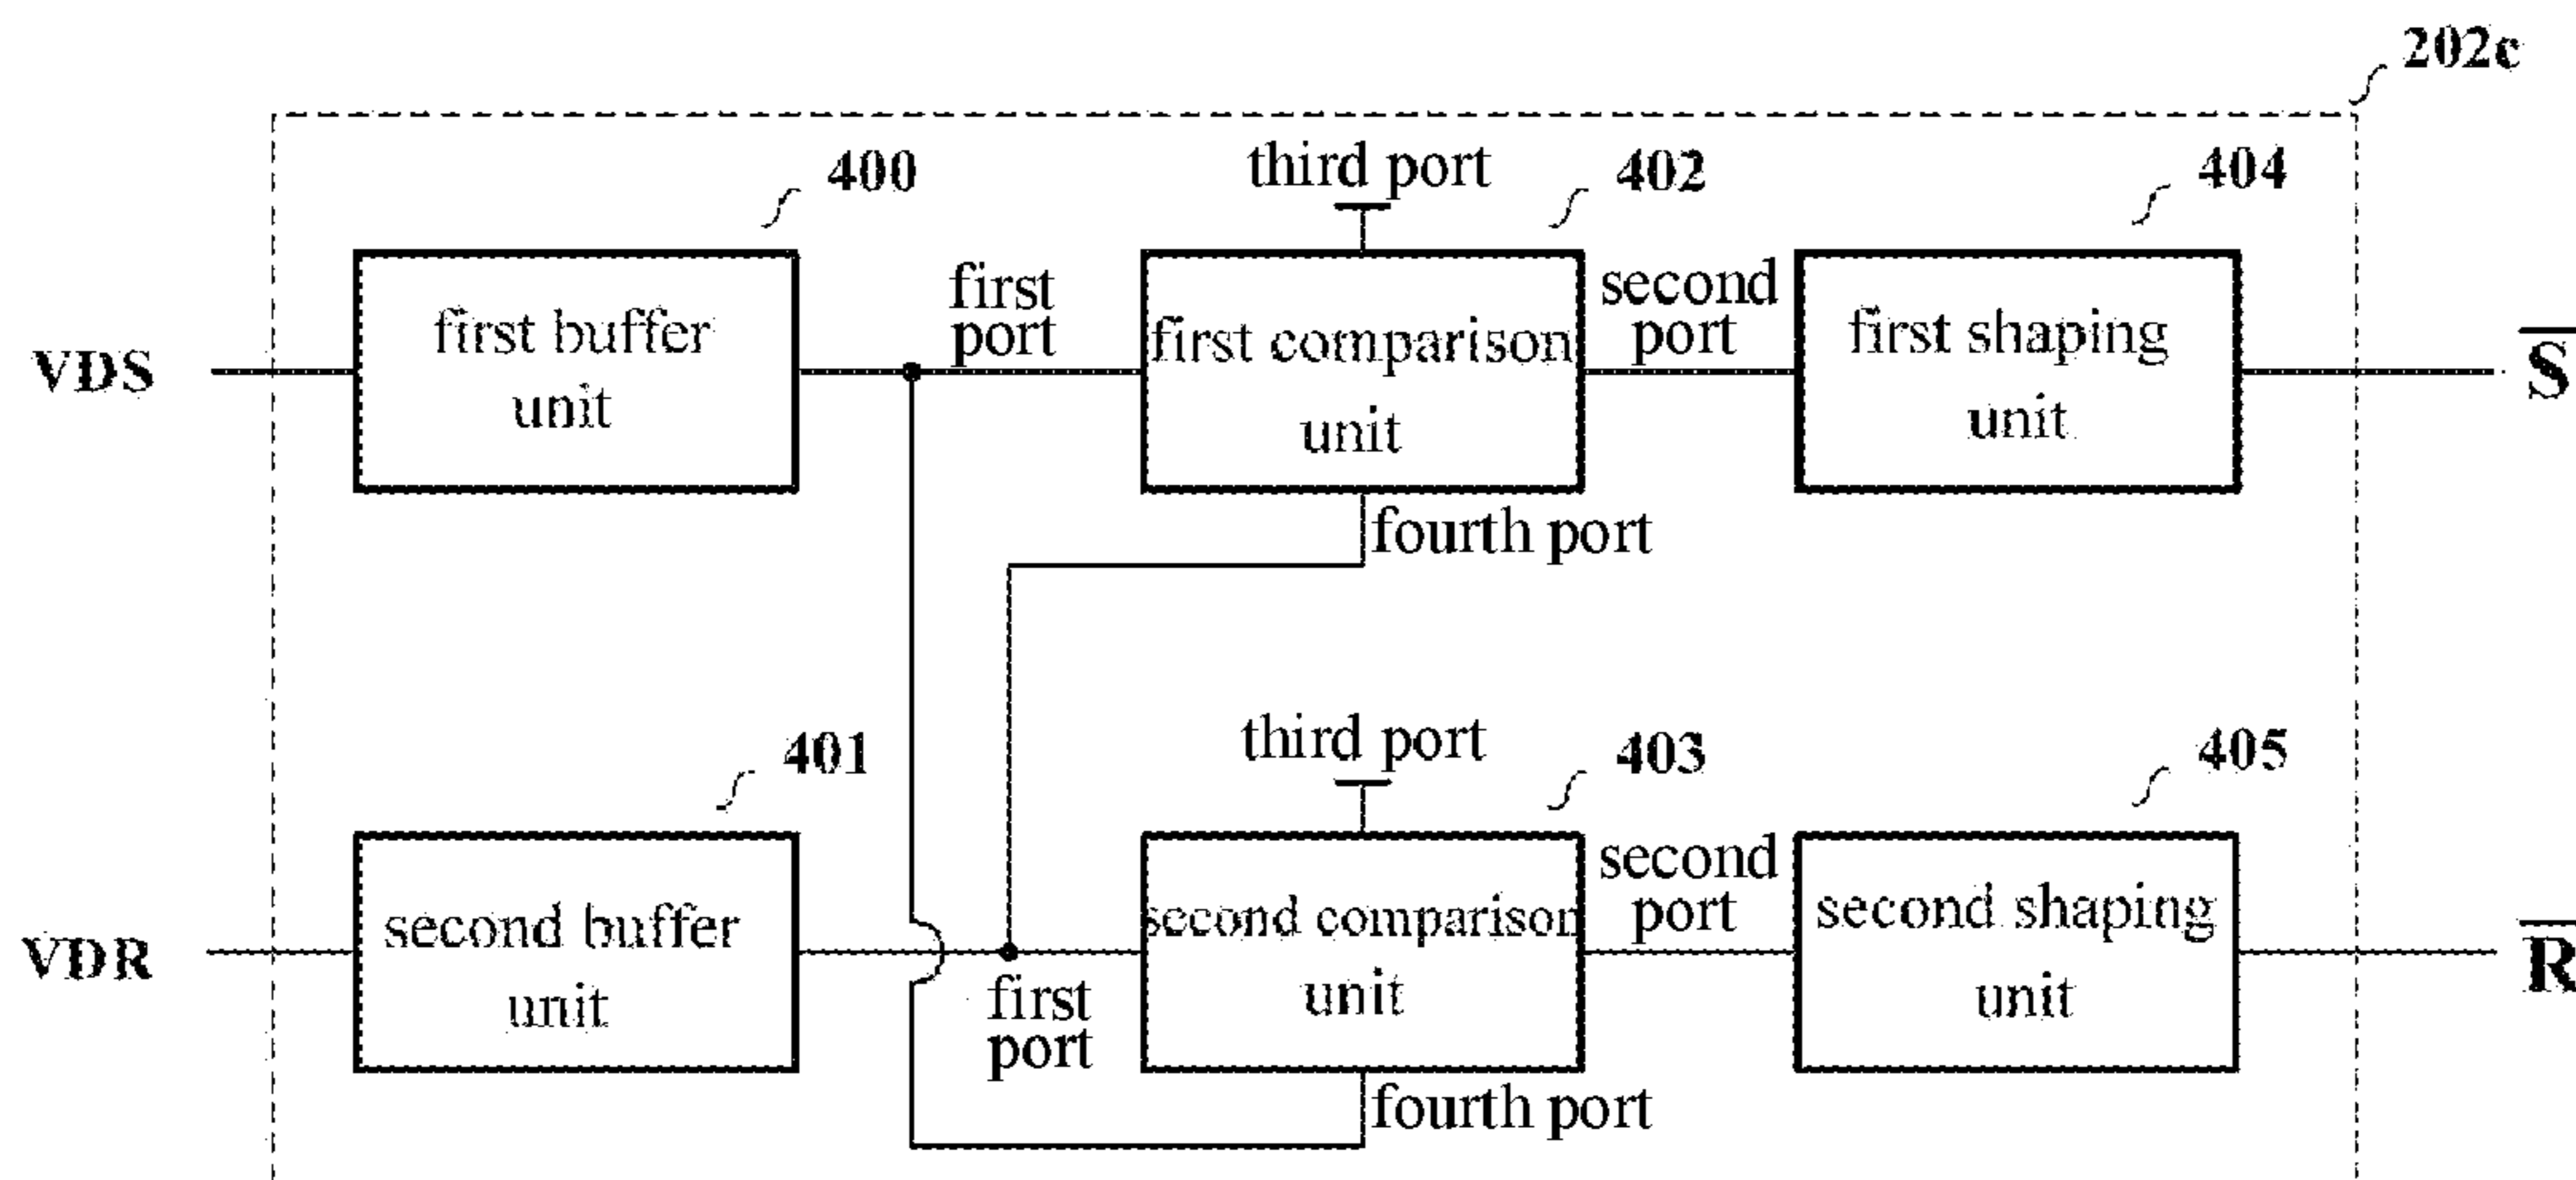 202c
400
third port
402
404
first buffer
unit
first
port
first comparison
unit
second
port
first shaping
unit
VDS
S̅
fourth port
401
third port
403
405
second buffer
unit
first
port
second comparison
unit
second
port
second shaping
unit
VDR
R̅
fourth port